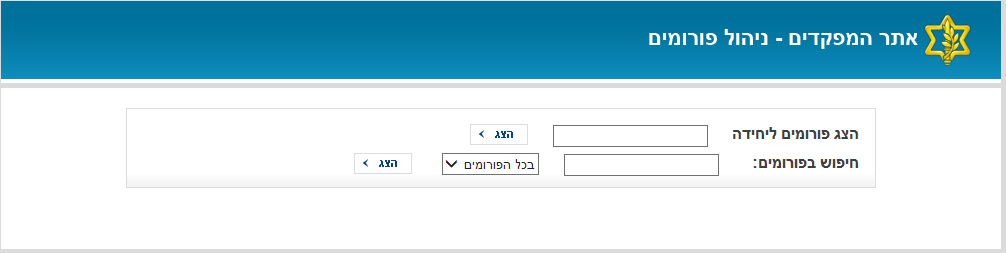 אתר המפקדים - ניהול פורומים
הצג פורומים ליחידה הצג
חיפוש בפורומים: בכל הפורומים הצג